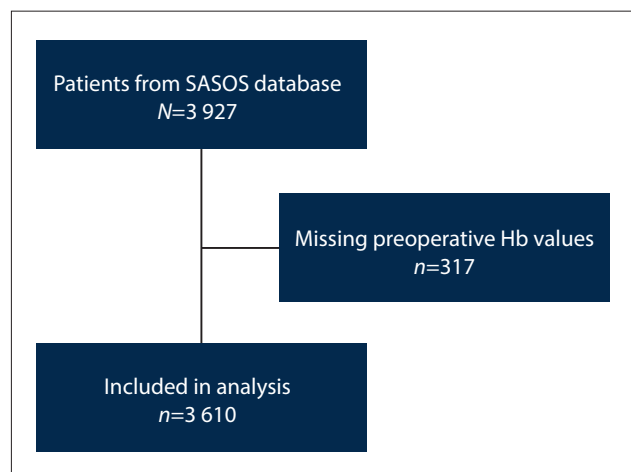 Patients from SASOS database
N=3 927
Missing preoperative Hb values
n=317
Included in analysis
n=3 610